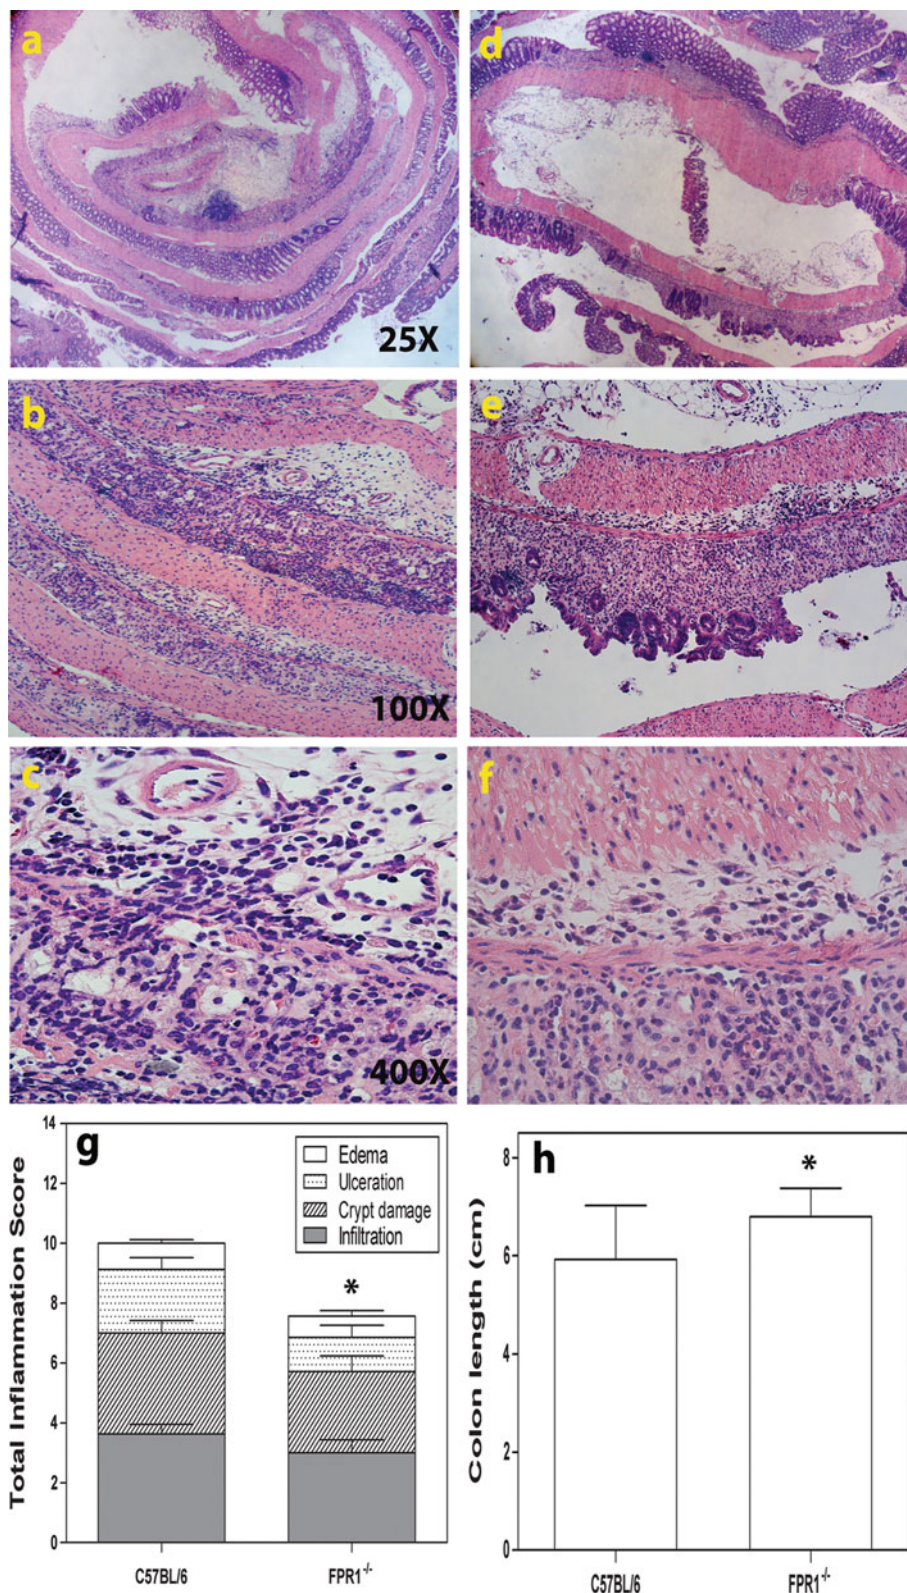 a
d
25X
b
e
100X
c
f
400X
g
Total Inflammation Score
14
12
10
8
6
4
2
0
Edema
Ulceration
Crypt damage
Infiltration
*
C57BL/6
FPR1-/-
h
Colon length (cm)
8
6
4
2
0
*
C57BL/6
FPR1-/-